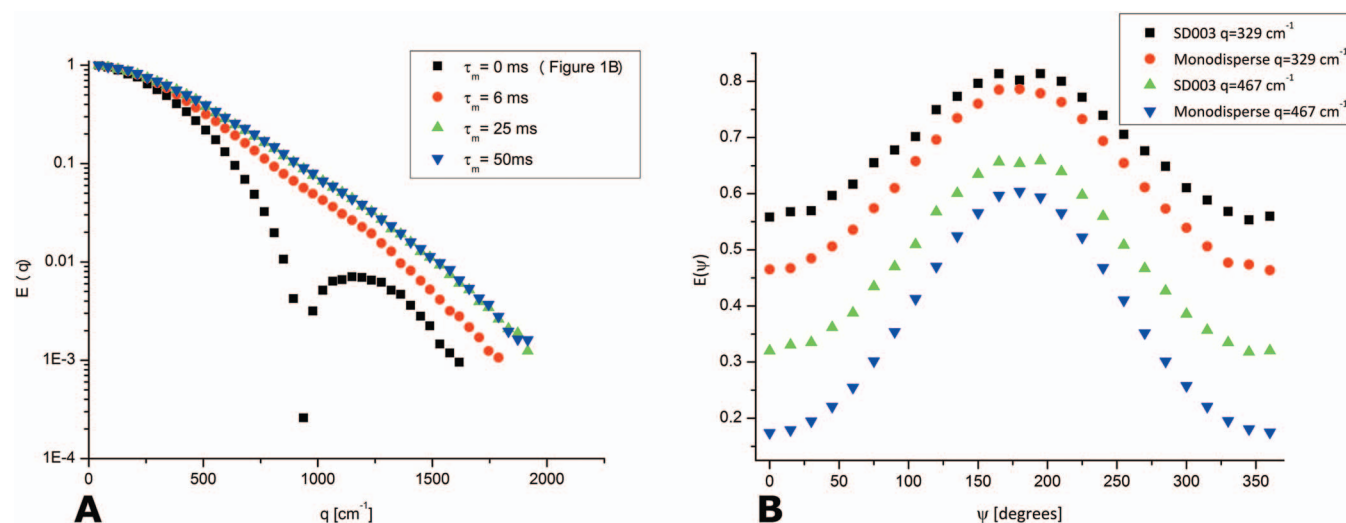 1
0.1
0.01
1E-3
1E-4
E ( q )
0
500
1000
1500
2000
q [cm⁻¹]
τm = 0 ms ( Figure 1B)
τm = 6 ms
τm = 25 ms
τm = 50ms
A
0.8
0.7
0.6
0.5
0.4
0.3
0.2
E(ψ)
0
50
100
150
200
250
300
350
ψ [degrees]
SD003 q=329 cm⁻¹
Monodisperse q=329 cm⁻¹
SD003 q=467 cm⁻¹
Monodisperse q=467 cm⁻¹
B